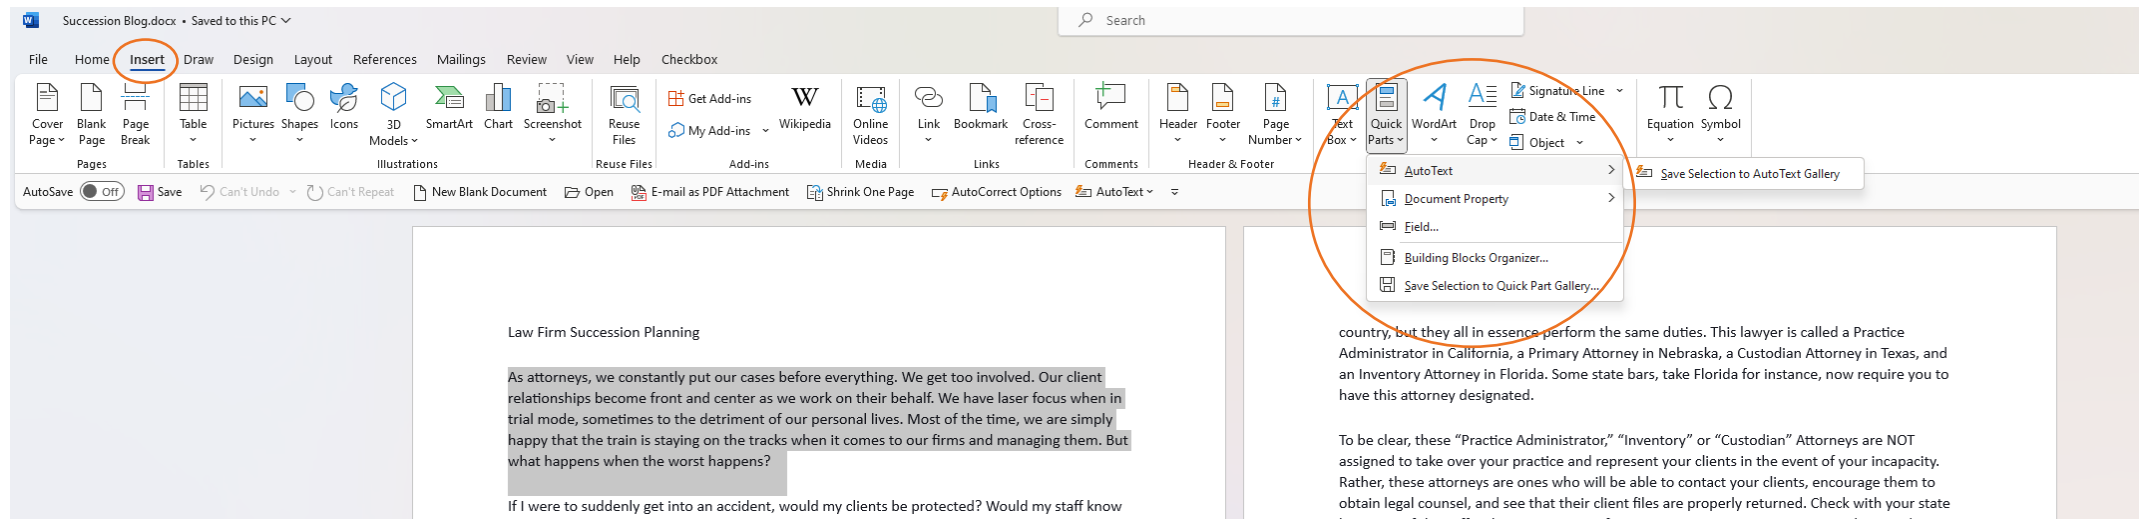 Succession Blog.docx • Saved to this PC
Search
File Home Insert Draw Design Layout References Mailings Review View Help Checkbox
Cover Page
Blank Page
Page Break
Pages
Table
Tables
Pictures
Shapes
Icons
3D Models
SmartArt
Chart
Screenshot
Illustrations
Reuse Files
Reuse Files
Get Add-ins
My Add-ins
Wikipedia
Add-ins
Online Videos
Media
Link
Bookmark
Cross-reference
Links
Comment
Comments
Header
Footer
Page Number
Header & Footer
Text Box
Quick Parts
WordArt
Drop Cap
Signature Line
Date & Time
Object
Equation
Symbol
AutoText
Document Property
Field...
Building Blocks Organizer...
Save Selection to Quick Part Gallery...
Save Selection to AutoText Gallery
AutoSave Off Save Can't Undo Can't Repeat New Blank Document Open E-mail as PDF Attachment Shrink One Page AutoCorrect Options AutoText
Law Firm Succession Planning
As attorneys, we constantly put our cases before everything. We get too involved. Our client
relationships become front and center as we work on their behalf. We have laser focus when in
trial mode, sometimes to the detriment of our personal lives. Most of the time, we are simply
happy that the train is staying on the tracks when it comes to our firms and managing them. But
what happens when the worst happens?
If I were to suddenly get into an accident, would my clients be protected? Would my staff know
country, but they all in essence perform the same duties. This lawyer is called a Practice
Administrator in California, a Primary Attorney in Nebraska, a Custodian Attorney in Texas, and
an Inventory Attorney in Florida. Some state bars, take Florida for instance, now require you to
have this attorney designated.
To be clear, these “Practice Administrator,” “Inventory” or “Custodian” Attorneys are NOT
assigned to take over your practice and represent your clients in the event of your incapacity.
Rather, these attorneys are ones who will be able to contact your clients, encourage them to
obtain legal counsel, and see that their client files are properly returned. Check with your state